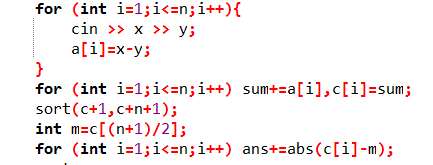 for (int i=1;i<=n;i++){
cin >> x >> y;
a[i]=x-y;
}
for (int i=1;i<=n;i++) sum+=a[i],c[i]=sum;
sort(c+1,c+n+1);
int m=c[(n+1)/2];
for (int i=1;i<=n;i++) ans+=abs(c[i]-m);